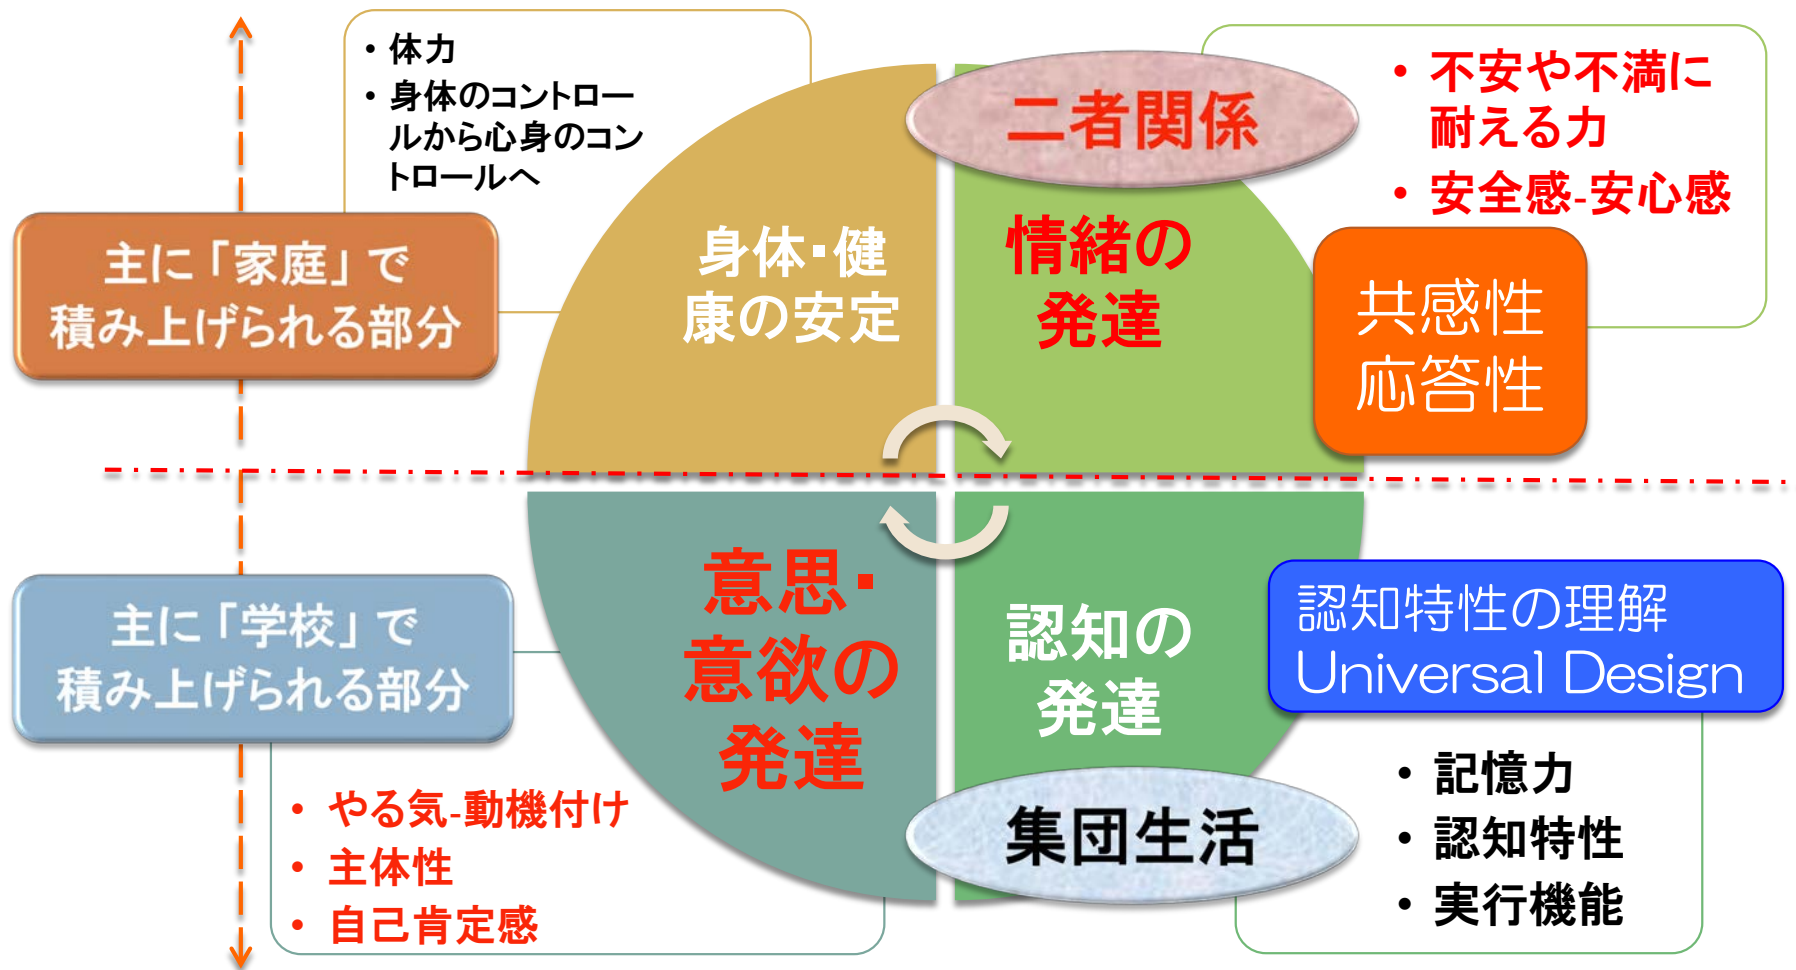 ・体力
・身体のコントロー
ルから心身のコン
トロールへ
二者関係
・不安や不満に
耐える力
・安全感-安心感
主に「家庭」で
積み上げられる部分
身体・健
康の安定
情緒の
発達
共感性
応答性
主に「学校」で
積み上げられる部分
意思・
意欲の
発達
認知の
発達
認知特性の理解
Universal Design
・やる気-動機付け
・主体性
・自己肯定感
集団生活
・記憶力
・認知特性
・実行機能